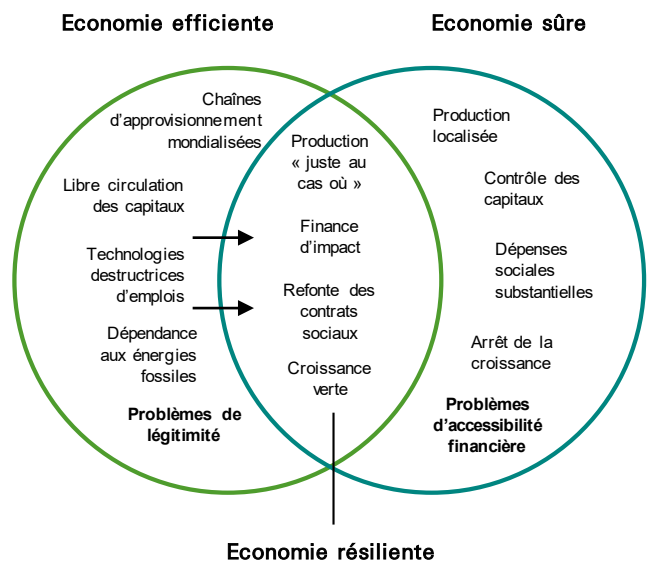 Economie efficiente
Economie sûre
Chaînes
d’approvisionnement
mondialisées
Libre circulation
des capitaux
Technologies
destructrices
d’emplois
Dépendance
aux énergies
fossiles
Problèmes de
légitimité
Production
« juste au
cas où »
Finance
d’impact
Refonte des
contrats
sociaux
Croissance
verte
Production
localisée
Contrôle des
capitaux
Dépenses
sociales
substantielles
Arrêt de la
croissance
Problèmes
d’accessibilité
financière
Economie résiliente